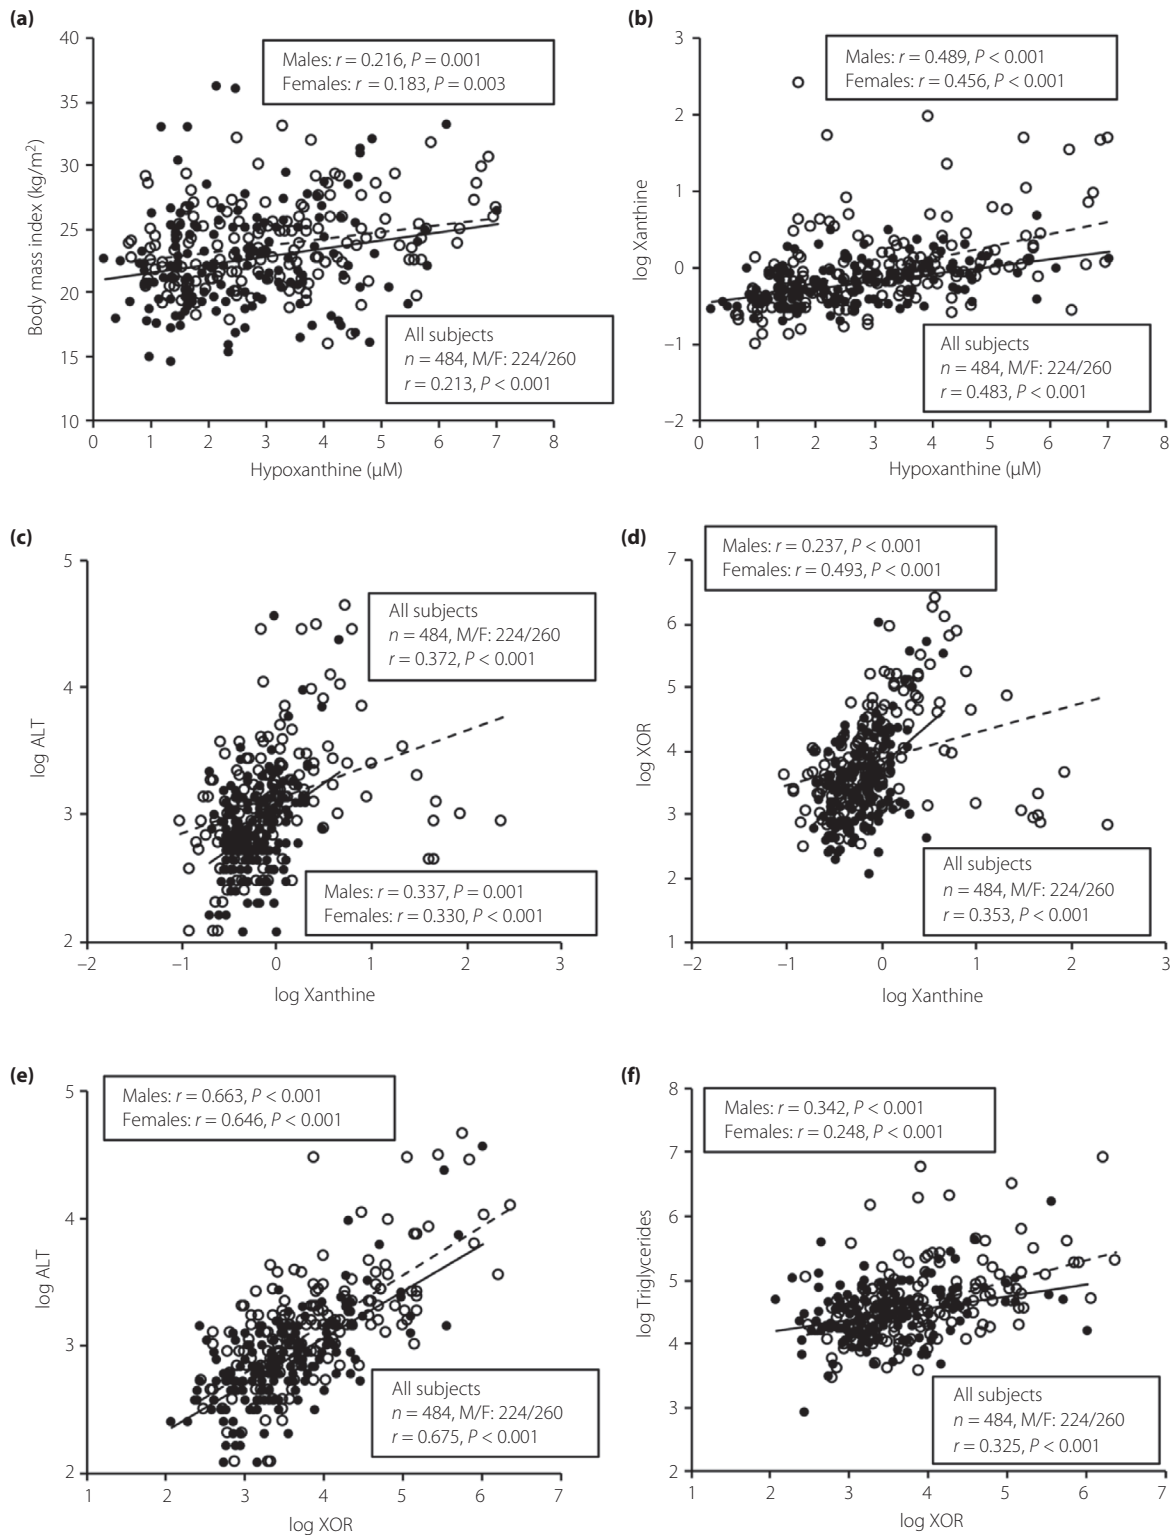 (a)
40
35
30
25
20
15
10
Body mass index (kg/m²)
Males: r = 0.216, P = 0.001
Females: r = 0.183, P = 0.003
All subjects
n = 484, M/F: 224/260
r = 0.213, P < 0.001
0 1 2 3 4 5 6 7 8
Hypoxanthine (μM)
(b)
3
2
1
0
−1
−2
log Xanthine
Males: r = 0.489, P < 0.001
Females: r = 0.456, P < 0.001
All subjects
n = 484, M/F: 224/260
r = 0.483, P < 0.001
0 1 2 3 4 5 6 7 8
Hypoxanthine (μM)
(c)
5
4
3
2
log ALT
All subjects
n = 484, M/F: 224/260
r = 0.372, P < 0.001
Males: r = 0.337, P = 0.001
Females: r = 0.330, P < 0.001
−2 −1 0 1 2 3
log Xanthine
(d)
7
6
5
4
3
2
1
log XOR
Males: r = 0.237, P < 0.001
Females: r = 0.493, P < 0.001
All subjects
n = 484, M/F: 224/260
r = 0.353, P < 0.001
−2 −1 0 1 2 3
log Xanthine
(e)
5
4
3
2
log ALT
Males: r = 0.663, P < 0.001
Females: r = 0.646, P < 0.001
All subjects
n = 484, M/F: 224/260
r = 0.675, P < 0.001
1 2 3 4 5 6 7
log XOR
(f)
8
7
6
5
4
3
2
log Triglycerides
Males: r = 0.342, P < 0.001
Females: r = 0.248, P < 0.001
All subjects
n = 484, M/F: 224/260
r = 0.325, P < 0.001
1 2 3 4 5 6 7
log XOR